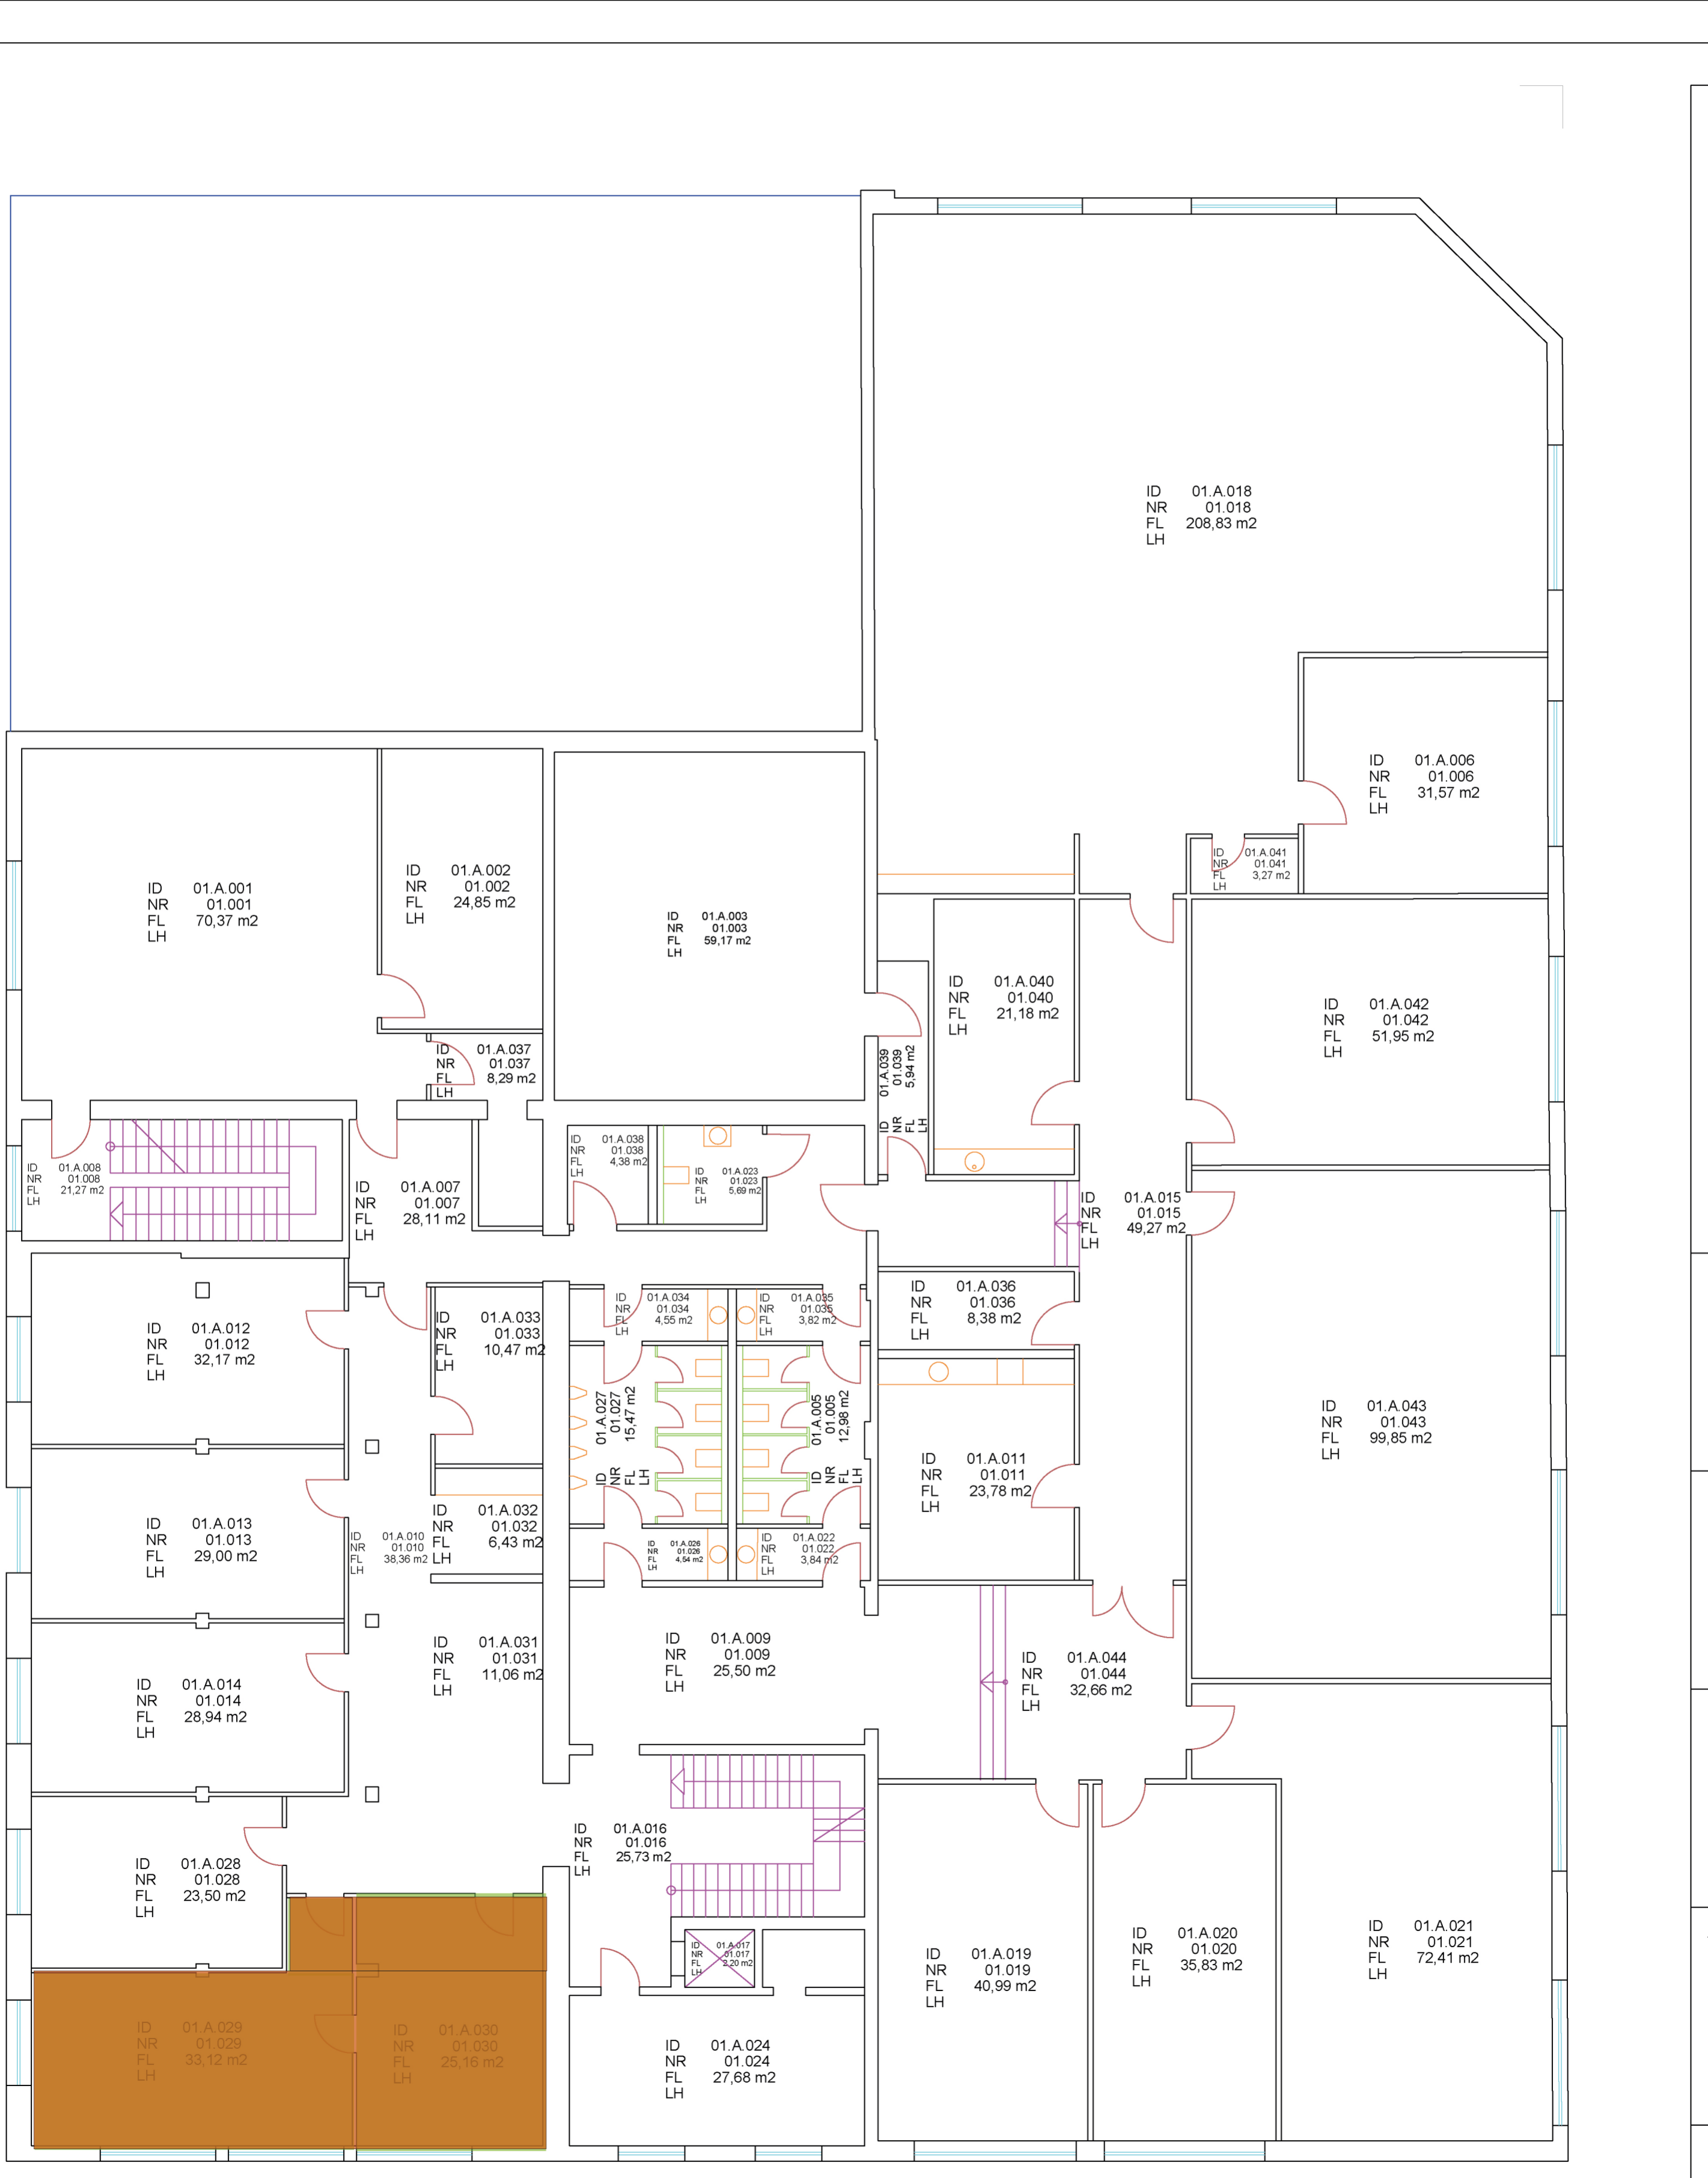 ID 01.A.018
NR 01.018
FL 208,83 m2
LH
ID 01.A.006
NR 01.006
FL 31,57 m2
LH
ID 01.A.041
NR 01.041
FL 3,27 m2
LH
ID 01.A.001
NR 01.001
FL 70,37 m2
LH
ID 01.A.002
NR 01.002
FL 24,85 m2
LH
ID 01.A.003
NR 01.003
FL 59,17 m2
LH
ID 01.A.037
NR 01.037
FL 8,29 m2
LH
ID 01.A.040
NR 01.040
FL 21,18 m2
LH
ID 01.A.042
NR 01.042
FL 51,95 m2
LH
ID 01.A.039
NR 01.039
FL 5,94 m2
LH
ID 01.A.008
NR 01.008
FL 21,27 m2
LH
ID 01.A.007
NR 01.007
FL 28,11 m2
LH
ID 01.A.038
NR 01.038
FL 4,38 m2
LH
ID 01.A.023
NR 01.023
FL 5,69 m2
LH
ID 01.A.015
NR 01.015
FL 49,27 m2
LH
ID 01.A.012
NR 01.012
FL 32,17 m2
LH
ID 01.A.033
NR 01.033
FL 10,47 m2
LH
ID 01.A.034
NR 01.034
FL 4,55 m2
LH
ID 01.A.035
NR 01.035
FL 3,82 m2
LH
ID 01.A.036
NR 01.036
FL 8,38 m2
LH
ID 01.A.027
NR 01.027
FL 15,47 m2
LH
ID 01.A.005
NR 01.005
FL 12,98 m2
LH
ID 01.A.011
NR 01.011
FL 23,78 m2
LH
ID 01.A.043
NR 01.043
FL 99,85 m2
LH
ID 01.A.013
NR 01.013
FL 29,00 m2
LH
ID 01.A.010
NR 01.010
FL 38,36 m2
LH
ID 01.A.032
NR 01.032
FL 6,43 m2
LH
ID 01.A.026
NR 01.026
FL 4,54 m2
LH
ID 01.A.022
NR 01.022
FL 3,84 m2
LH
ID 01.A.014
NR 01.014
FL 28,94 m2
LH
ID 01.A.031
NR 01.031
FL 11,06 m2
LH
ID 01.A.009
NR 01.009
FL 25,50 m2
LH
ID 01.A.044
NR 01.044
FL 32,66 m2
LH
ID 01.A.028
NR 01.028
FL 23,50 m2
LH
ID 01.A.016
NR 01.016
FL 25,73 m2
LH
ID 01.A.017
NR 01.017
FL 2,20 m2
LH
ID 01.A.019
NR 01.019
FL 40,99 m2
LH
ID 01.A.020
NR 01.020
FL 35,83 m2
LH
ID 01.A.021
NR 01.021
FL 72,41 m2
LH
ID 01.A.029
NR 01.029
FL 33,12 m2
LH
ID 01.A.030
NR 01.030
FL 25,16 m2
LH
ID 01.A.024
NR 01.024
FL 27,68 m2
LH